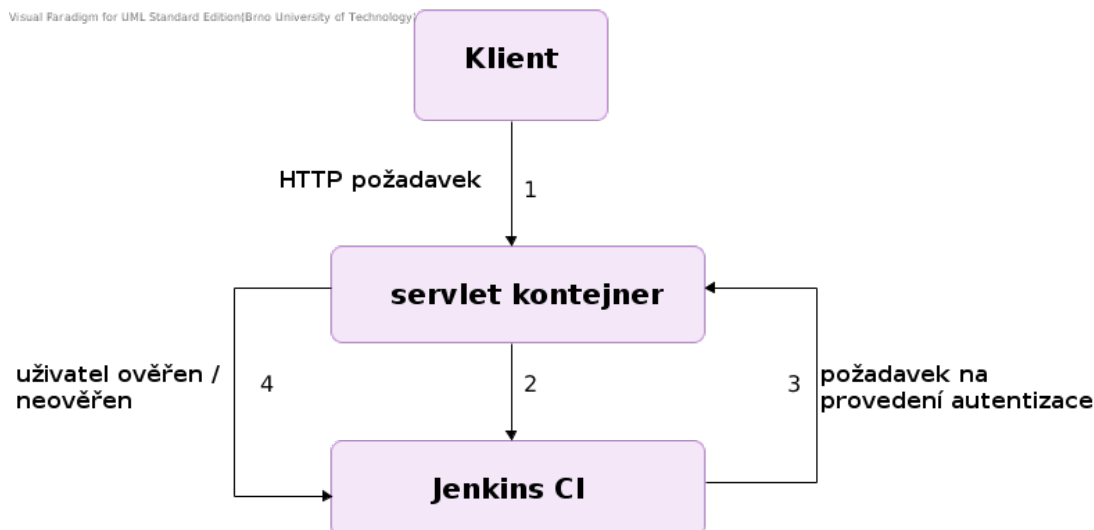 Visual Paradigm for UML Standard Edition(Brno University of Technology)
Klient
HTTP požadavek
1
servlet kontejner
uživatel ověřen /
neověřen
4
2
3
požadavek na
provedení autentizace
Jenkins CI